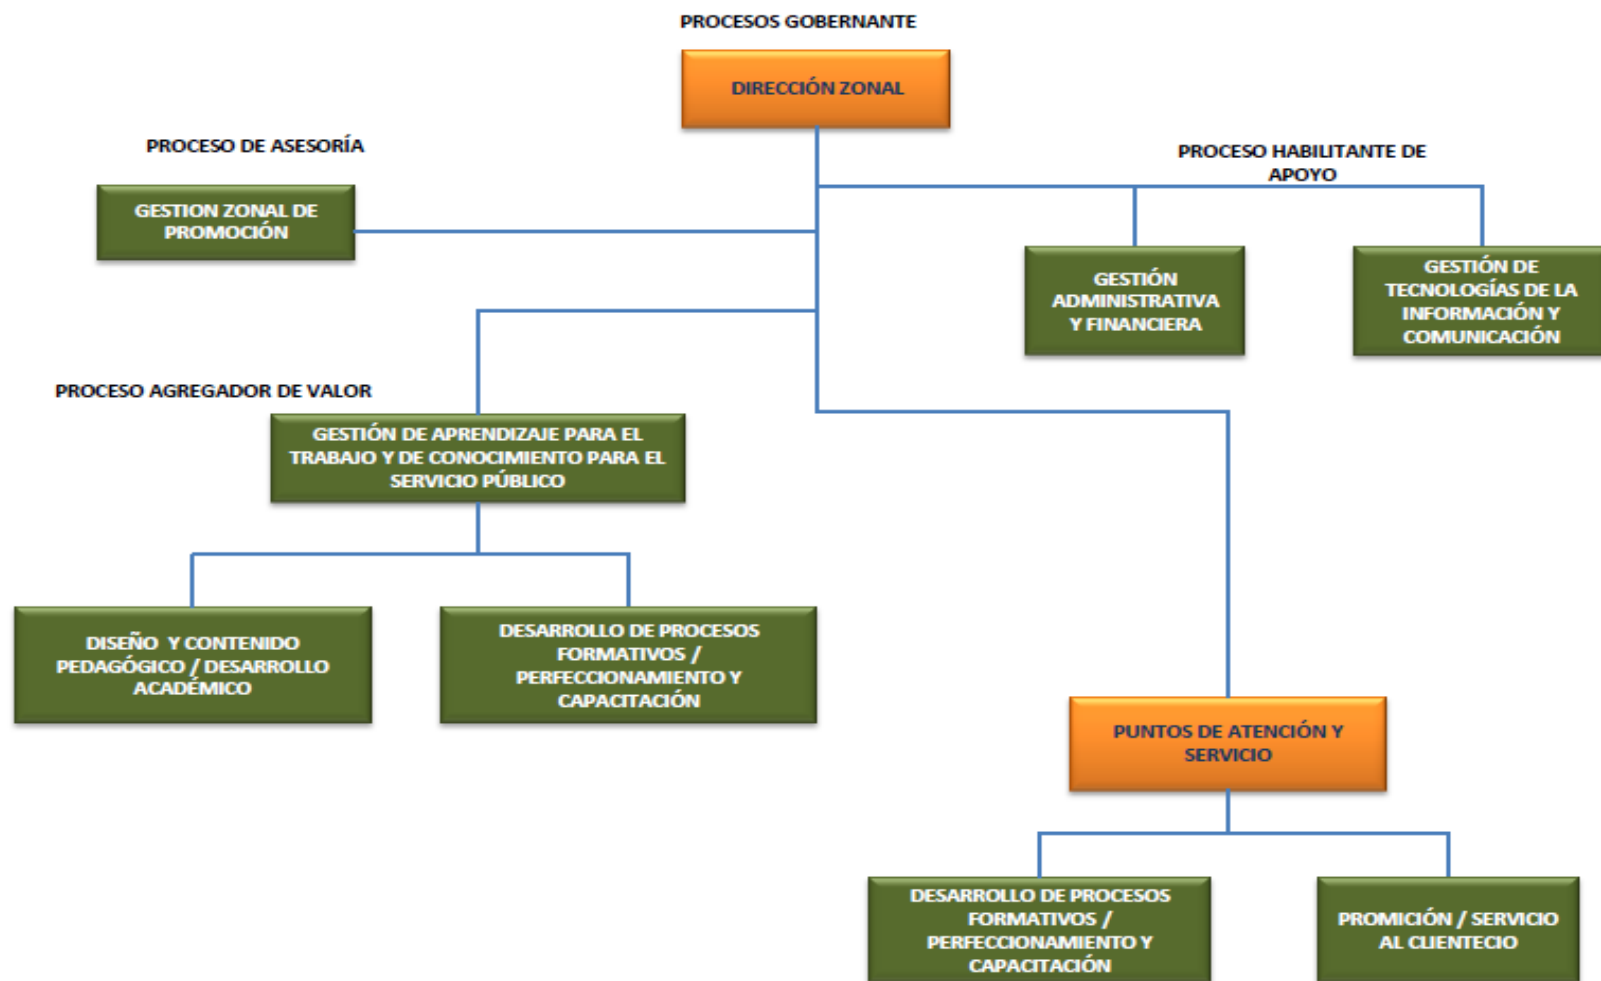 PROCESOS GOBERNANTE
DIRECCIÓN ZONAL
PROCESO DE ASESORÍA
GESTION ZONAL DE
PROMOCIÓN
PROCESO HABILITANTE DE
APOYO
GESTIÓN
ADMINISTRATIVA
Y FINANCIERA
GESTIÓN DE
TECNOLOGÍAS DE LA
INFORMACIÓN Y
COMUNICACIÓN
PROCESO AGREGADOR DE VALOR
GESTIÓN DE APRENDIZAJE PARA EL
TRABAJO Y DE CONOCIMIENTO PARA EL
SERVICIO PÚBLICO
DISEÑO Y CONTENIDO
PEDAGÓGICO / DESARROLLO
ACADÉMICO
DESARROLLO DE PROCESOS
FORMATIVOS /
PERFECCIONAMIENTO Y
CAPACITACIÓN
PUNTOS DE ATENCIÓN Y
SERVICIO
DESARROLLO DE PROCESOS
FORMATIVOS /
PERFECCIONAMIENTO Y
CAPACITACIÓN
PROMICIÓN / SERVICIO
AL CLIENTECIO